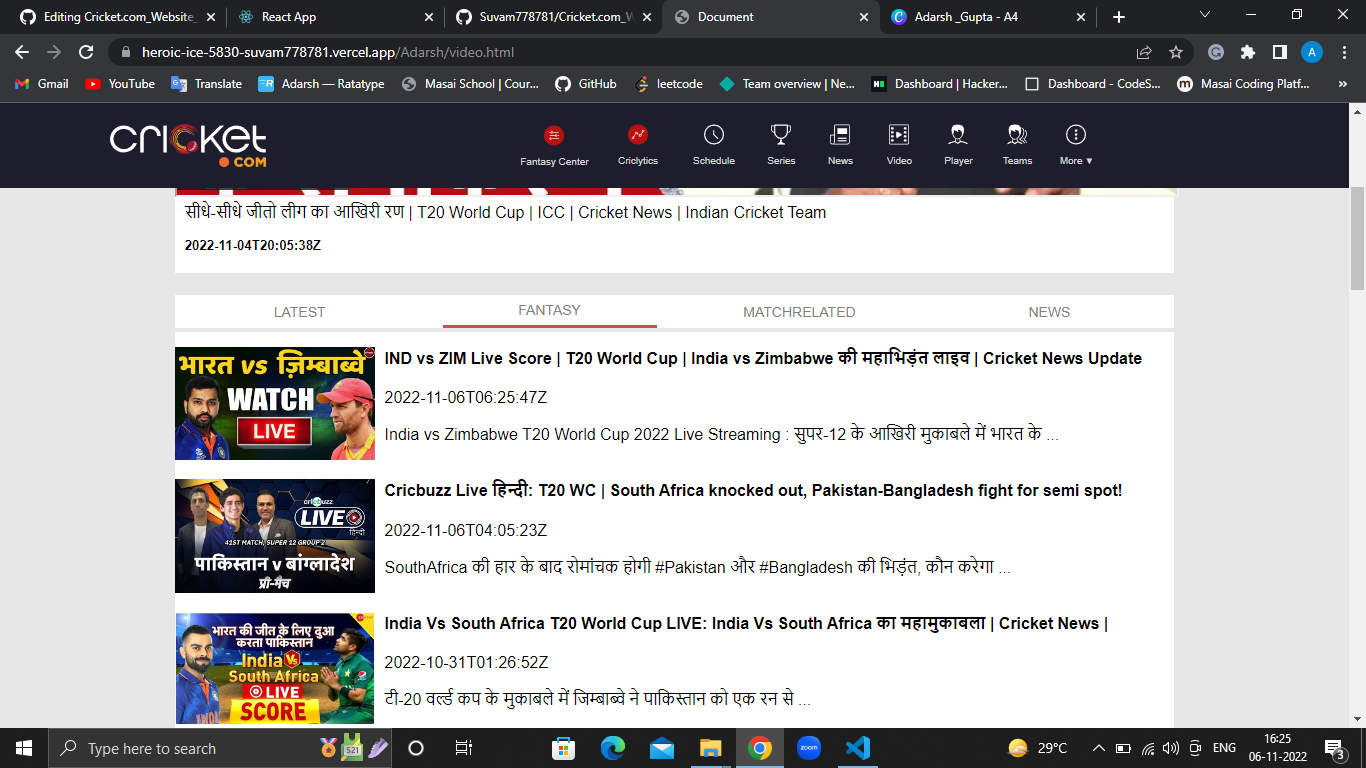 Editing Cricket.com_Website_
React App
Suvam778781/Cricket.com_W
Document
Adarsh _Gupta - A4
heroic-ice-5830-suvam778781.vercel.app/Adarsh/video.html
Gmail
YouTube
Translate
Adarsh — Ratatype
Masai School | Cour...
GitHub
leetcode
Team overview | Ne...
Dashboard | Hacker...
Dashboard - CodeS...
Masai Coding Platf...
CRICKET
.COM
Fantasy Center
Criclytics
Schedule
Series
News
Video
Player
Teams
More ▼
सीधे-सीधे जीतो लीग का आखिरी रण | T20 World Cup | ICC | Cricket News | Indian Cricket Team
2022-11-04T20:05:38Z
LATEST
FANTASY
MATCHRELATED
NEWS
भारत vs ज़िम्बाब्वे
WATCH
LIVE
IND vs ZIM Live Score | T20 World Cup | India vs Zimbabwe की महाभिड़ंत लाइव | Cricket News Update
2022-11-06T06:25:47Z
India vs Zimbabwe T20 World Cup 2022 Live Streaming : सुपर-12 के आखिरी मुकाबले में भारत के ...
cricbuzz
LIVE
हिन्दी
41ST MATCH, SUPER 12 GROUP 2
पाकिस्तान v बांग्लादेश
प्री-मैच
Cricbuzz Live हिन्दी: T20 WC | South Africa knocked out, Pakistan-Bangladesh fight for semi spot!
2022-11-06T04:05:23Z
SouthAfrica की हार के बाद रोमांचक होगी #Pakistan और #Bangladesh की भिड़ंत, कौन करेगा ...
भारत की जीत के लिए दुआ
करता पाकिस्तान
India Vs
South Africa
LIVE
SCORE
India Vs South Africa T20 World Cup LIVE: India Vs South Africa का महामुकाबला | Cricket News |
2022-10-31T01:26:52Z
टी-20 वर्ल्ड कप के मुकाबले में जिम्बाब्वे ने पाकिस्तान को एक रन से ...
Type here to search
521
zoom
29°C
ENG
16:25
06-11-2022
3